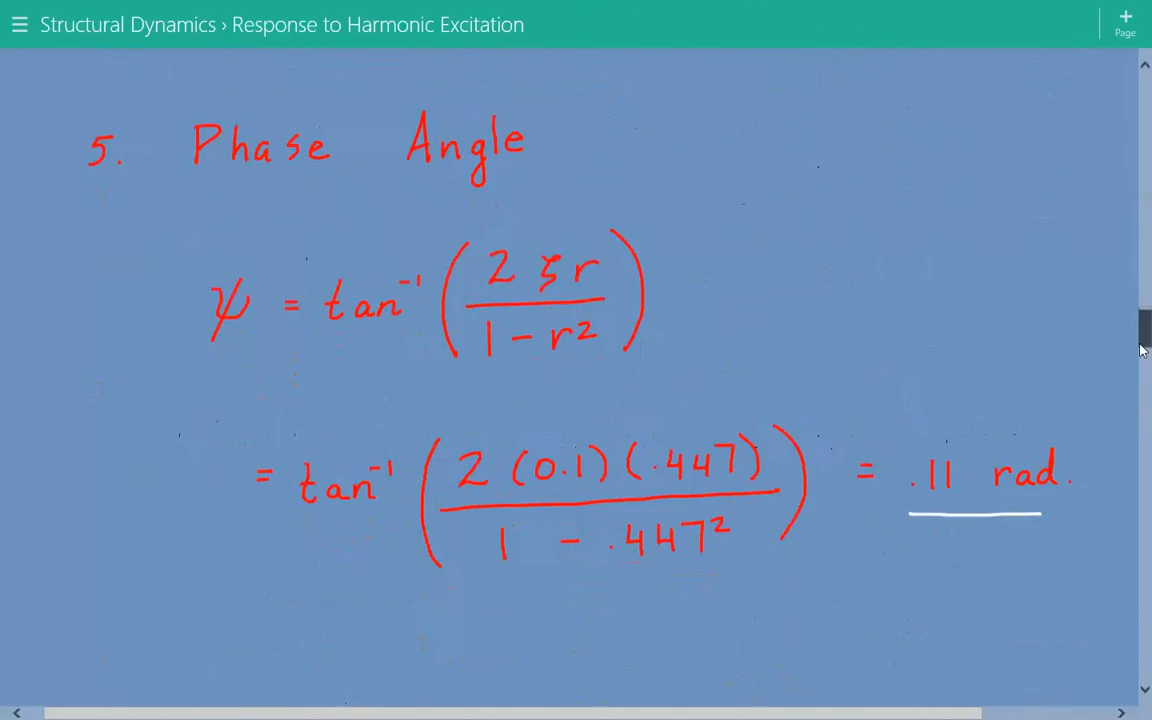 ☰ Structural Dynamics › Response to Harmonic Excitation
+
Page
5. Phase Angle
ψ = tan⁻¹ ( 2 ξ r / 1 - r² )
= tan⁻¹ ( 2 (0.1) (.447) / 1 - .447² ) = .11 rad.